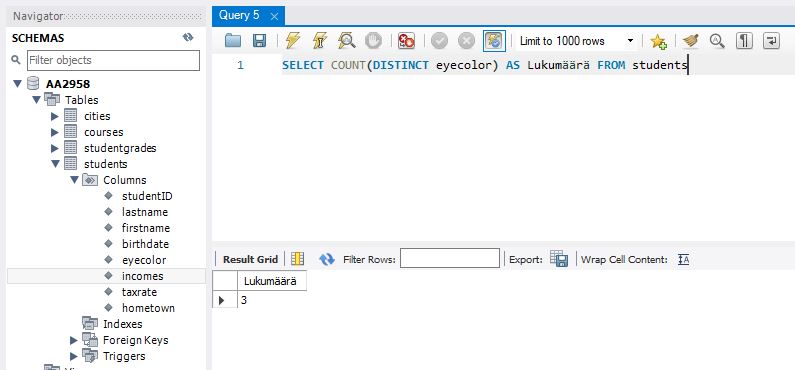 Navigator
Query 5
SCHEMAS
Filter objects
Limit to 1000 rows
AA2958
Tables
cities
courses
studentgrades
students
Columns
studentID
lastname
firstname
birthdate
eyecolor
incomes
taxrate
hometown
Indexes
Foreign Keys
Triggers
1 SELECT COUNT(DISTINCT eyecolor) AS Lukumäärä FROM students
Result Grid Filter Rows: Export: Wrap Cell Content: IA
Lukumäärä
3